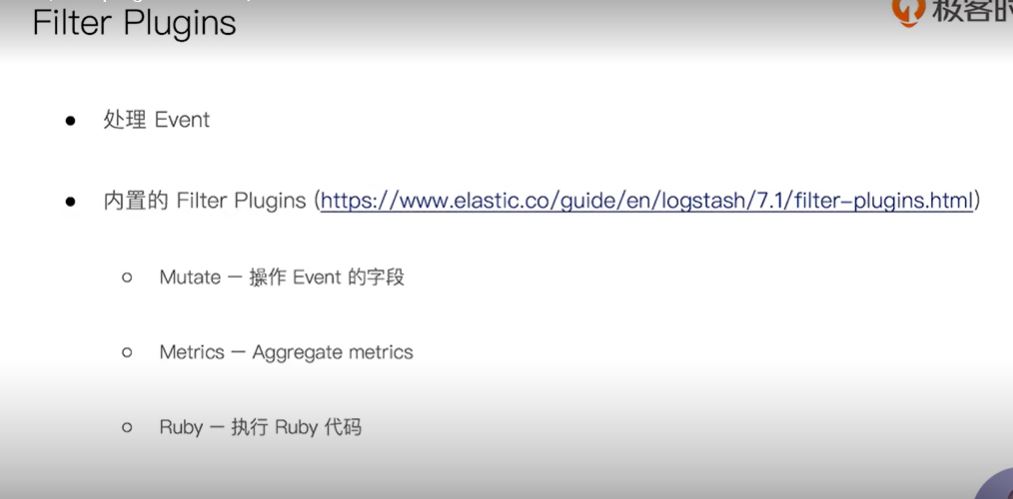 Filter Plugins
● 处理 Event
● 内置的 Filter Plugins (https://www.elastic.co/guide/en/logstash/7.1/filter-plugins.html)
○ Mutate — 操作 Event 的字段
○ Metrics — Aggregate metrics
○ Ruby — 执行 Ruby 代码
极客时